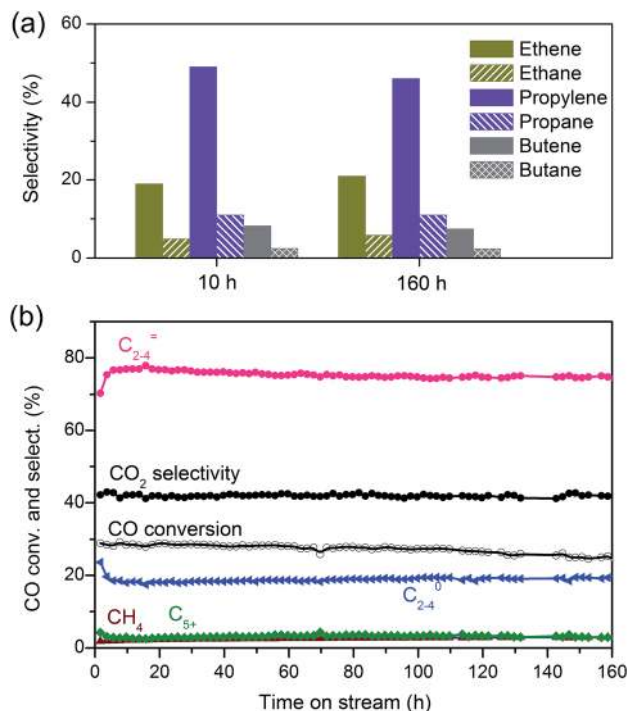 (a)
60
40
20
0
Selectivity (%)
Ethene
Ethane
Propylene
Propane
Butene
Butane
10 h
160 h
(b)
80
60
40
20
0
CO conv. and select. (%)
C₂₋₄⁼
CO₂ selectivity
CO conversion
C₂₋₄⁰
CH₄
C₅₊
0 20 40 60 80 100 120 140 160
Time on stream (h)